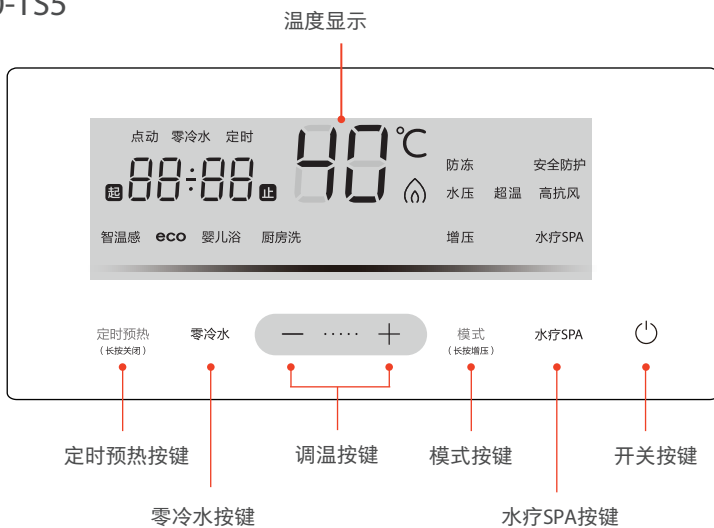 -TS5
温度显示
点动 零冷水 定时
40°C
防冻 安全防护
起 88:88 止
水压 超温 高抗风
智温感 eco 婴儿浴 厨房洗 增压 水疗SPA
定时预热 零冷水 — ····· + 模式 水疗SPA
(长按关闭) (长按增压)
定时预热按键 调温按键 模式按键 开关按键
零冷水按键 水疗SPA按键